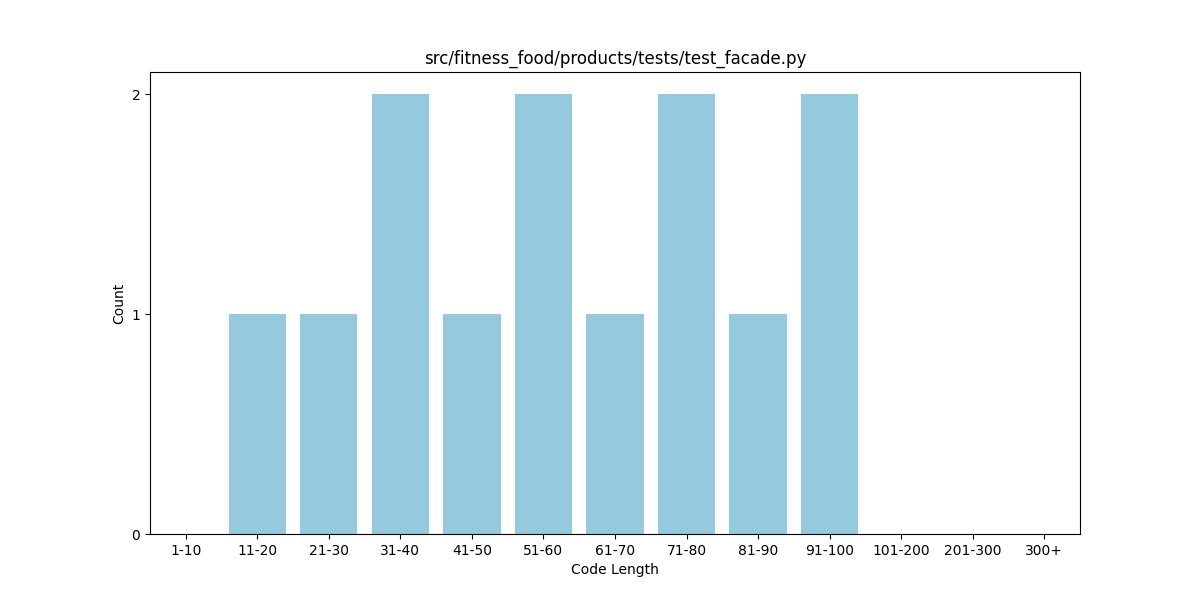 src/fitness_food/products/tests/test_facade.py
Count
2
1
0
1-10 11-20 21-30 31-40 41-50 51-60 61-70 71-80 81-90 91-100 101-200 201-300 300+
Code Length